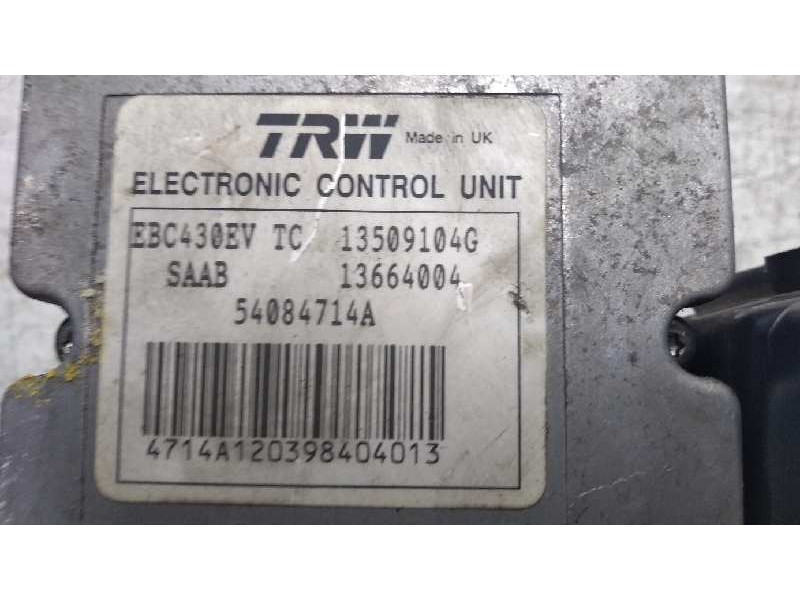 TRW Made in UK
ELECTRONIC CONTROL UNIT
EBC430EV TC 13509104G
SAAB 13664004
54084714A
4714A120398404013